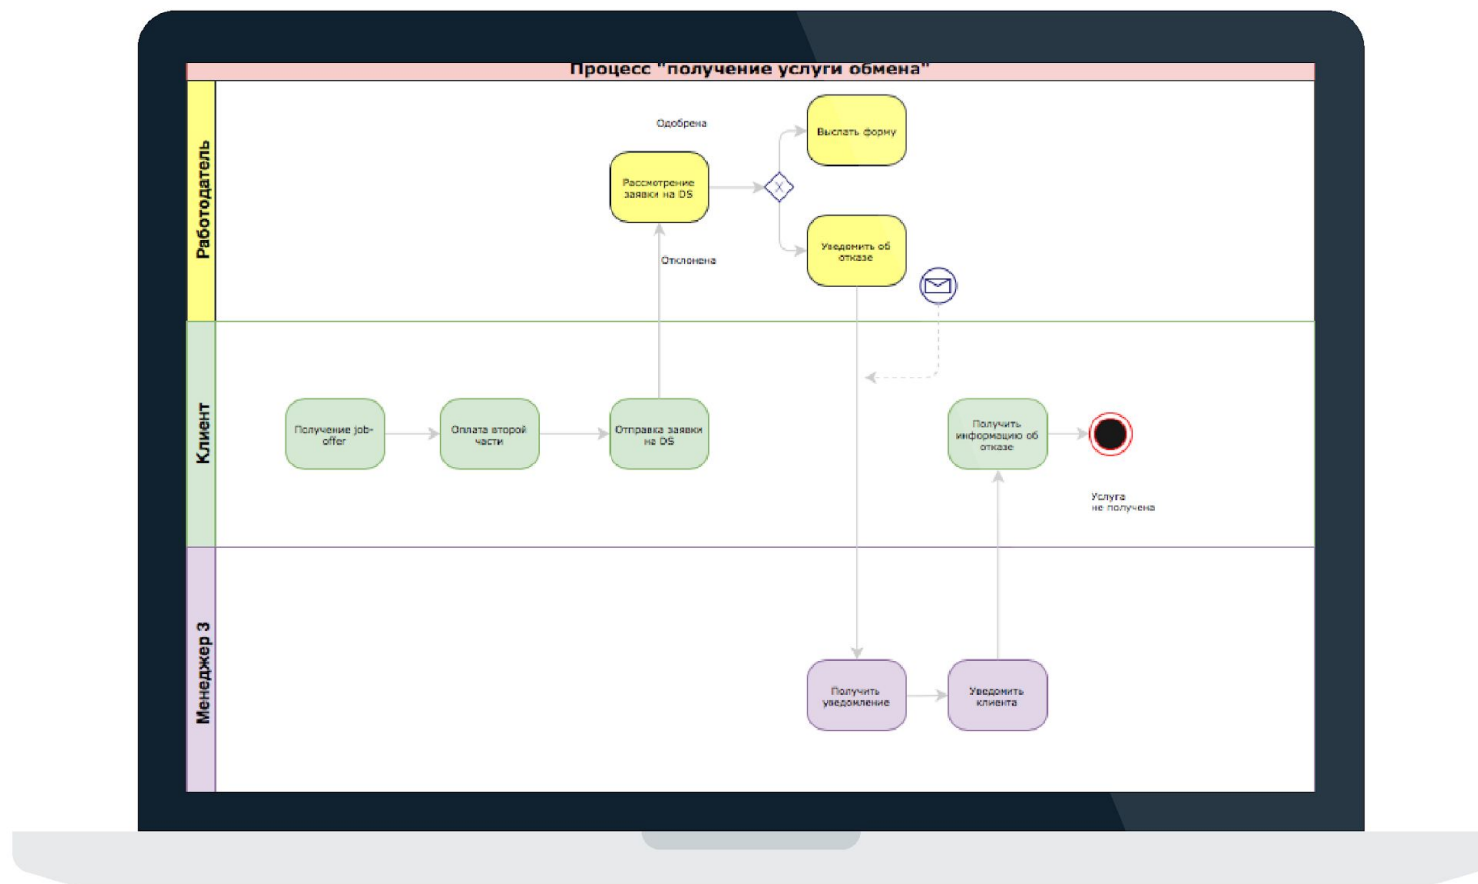 Процесс "получение услуги обмена"
Работодатель
Одобрена
Выслать форму
Рассмотрение
заявки на DS
X
Уведомить об
отказе
Отклонена
Клиент
Получение job-
offer
Оплата второй
части
Отправка заявки
на DS
Получить
информацию об
отказе
Услуга
не получена
Менеджер 3
Получить
уведомление
Уведомить
клиента